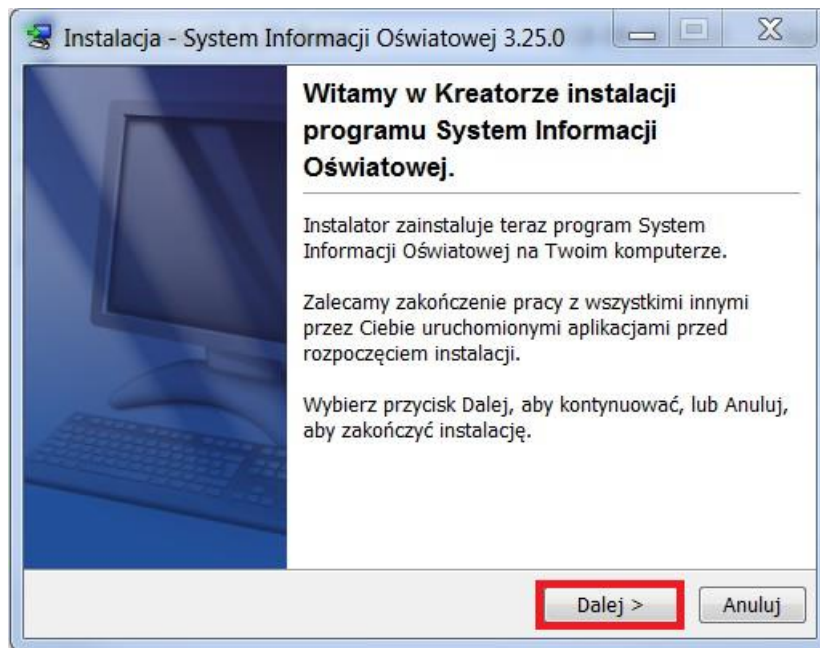 Instalacja - System Informacji Oświatowej 3.25.0
Witamy w Kreatorze instalacji
programu System Informacji
Oświatowej.
Instalator zainstaluje teraz program System
Informacji Oświatowej na Twoim komputerze.
Zalecamy zakończenie pracy z wszystkimi innymi
przez Ciebie uruchomionymi aplikacjami przed
rozpoczęciem instalacji.
Wybierz przycisk Dalej, aby kontynuować, lub Anuluj,
aby zakończyć instalację.
Dalej >
Anuluj